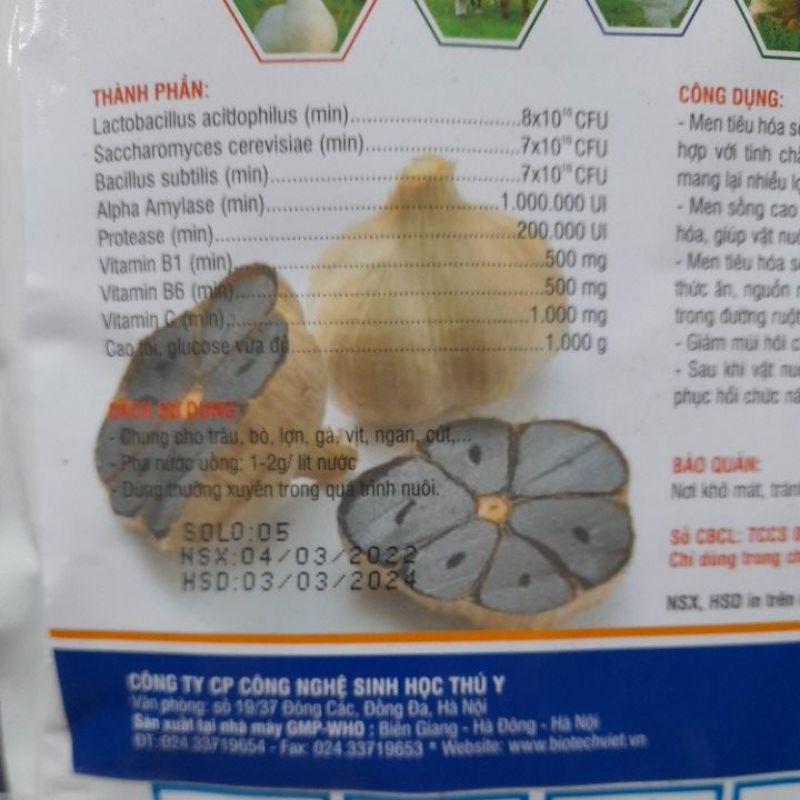 THÀNH PHẦN:
Lactobacillus acidophilus (min)..............................8x10¹⁰ CFU
Saccharomyces cerevisiae (min)............................7x10¹⁰ CFU
Bacillus subtilis (min)...........................................7x10¹⁰ CFU
Alpha Amylase (min)........................................1.000.000 UI
Protease (min)..................................................200.000 UI
Vitamin B1 (min)...................................................500 mg
Vitamin B6 (min)...................................................500 mg
Vitamin C (min)..................................................1.000 mg
Cao tỏi, glucose vừa đủ..........................................1.000 g
CÁCH SỬ DỤNG:
- Chung cho trâu, bò, lợn, gà, vịt, ngan, cút,...
- Pha nước uống: 1-2g/ lít nước
- Dùng thường xuyên trong quá trình nuôi.
SOLO:05
HSX:04/03/2022
HSD:03/03/2024
CÔNG DỤNG:
- Men tiêu hóa
hợp với tính
mang lại nhiều
- Men sống cao
hóa, giúp vật
- Men tiêu hóa
thức ăn, nguồn
trong đường ruột
- Giảm mùi hôi
- Sau khi vật
phục hồi chức
BẢO QUẢN:
Nơi khô mát,
Số CBCL: TCCS
Chỉ dùng trong
NSX, HSD in trên
CÔNG TY CP CÔNG NGHỆ SINH HỌC THÚ Y
Văn phòng: số 19/37 Đông Các, Đống Đa, Hà Nội
Sản xuất tại nhà máy GMP-WHO : Biên Giang - Hà Đông - Hà Nội
ĐT:024.33719654 - Fax: 024.33719653 * Website: www.biotechviet.vn